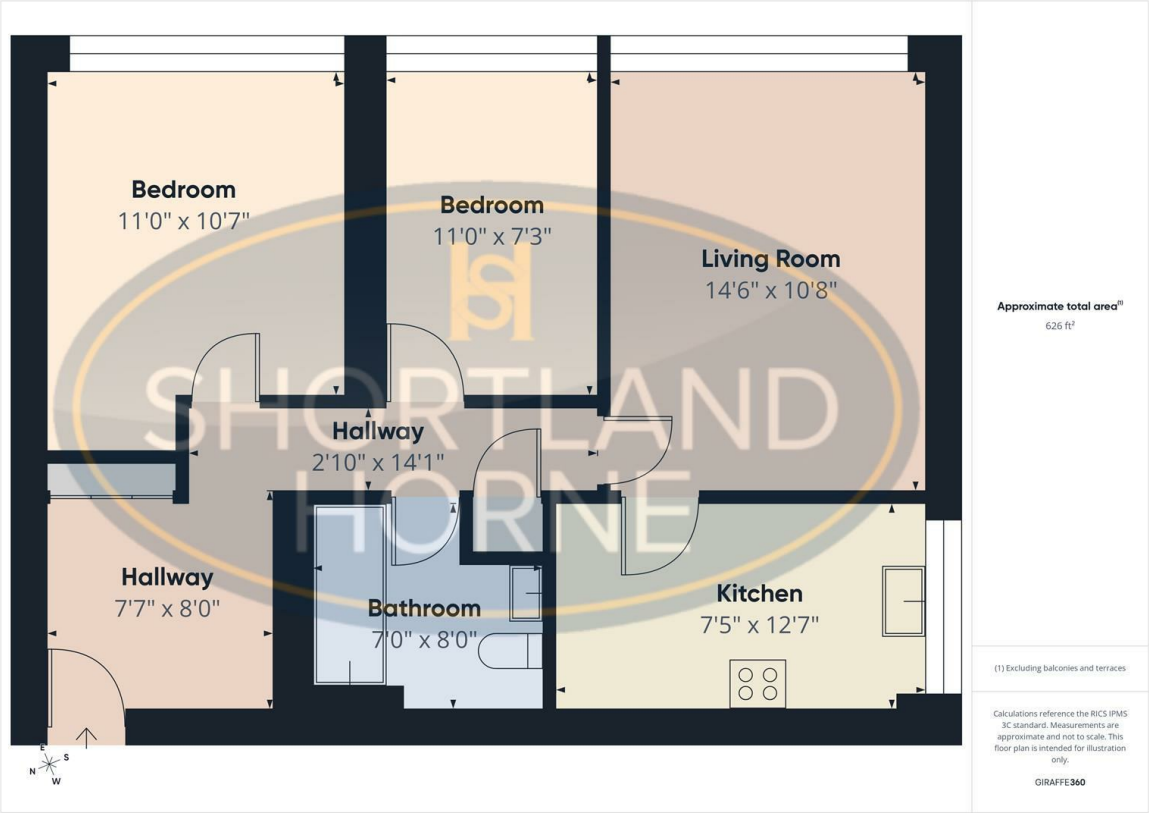 Bedroom
11'0" x 10'7"
Bedroom
11'0" x 7'3"
Living Room
14'6" x 10'8"
SHORTLAND
HORNE
Hallway
2'10" x 14'1"
Hallway
7'7" x 8'0"
Bathroom
7'0" x 8'0"
Kitchen
7'5" x 12'7"
E
S
N
W
Approximate total area(1)
626 ft²
(1) Excluding balconies and terraces
Calculations reference the RICS IPMS
3C standard. Measurements are
approximate and not to scale. This
floor plan is intended for illustration
only.
GIRAFFE360